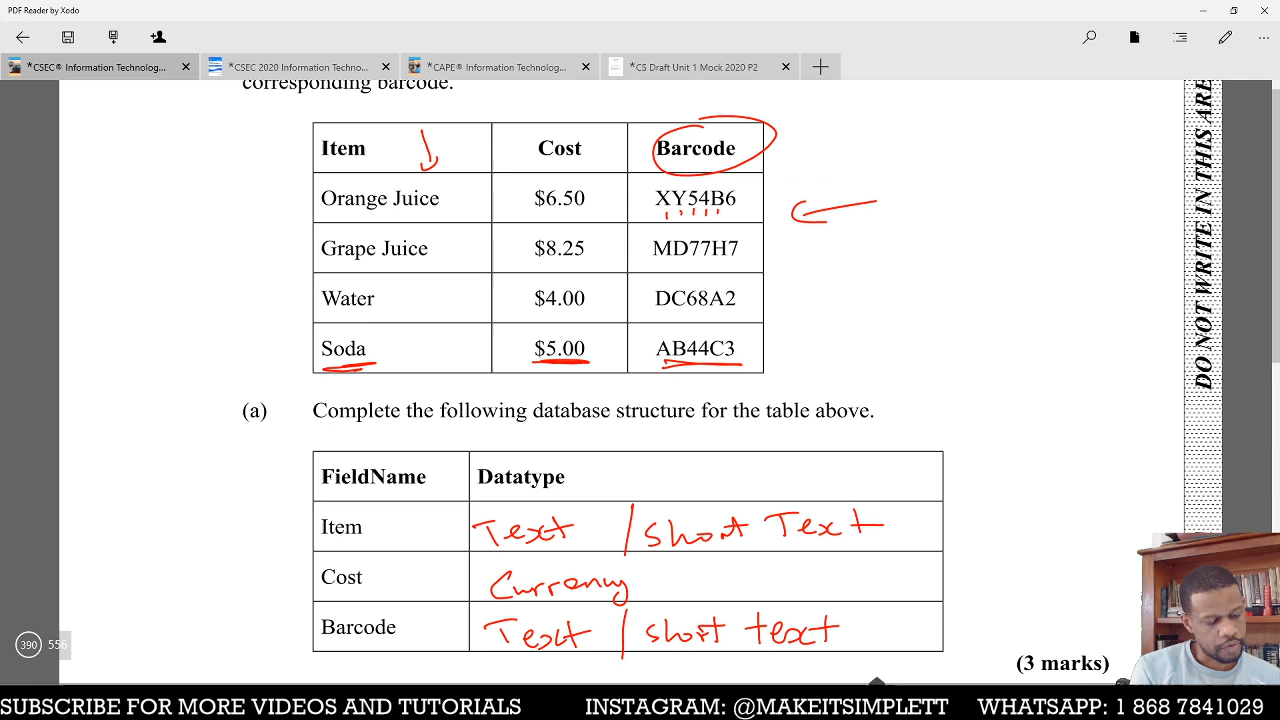 PDF Reader by Xodo
*CSEC® Information Technolog...
*CSEC 2020 Information Techno...
*CAPE® Information Technolog...
*CS Draft Unit 1 Mock 2020 P2
corresponding barcode.
Item Cost Barcode
Orange Juice $6.50 XY54B6
Grape Juice $8.25 MD77H7
Water $4.00 DC68A2
Soda $5.00 AB44C3
DO NOT WRITE IN THIS
(a) Complete the following database structure for the table above.
FieldName Datatype
Item Text / Short Text
Cost Currency
Barcode Text / short text
390 556
(3 marks)
SUBSCRIBE FOR MORE VIDEOS AND TUTORIALS INSTAGRAM: @MAKEITSIMPLETT WHATSAPP: 1 868 7841029